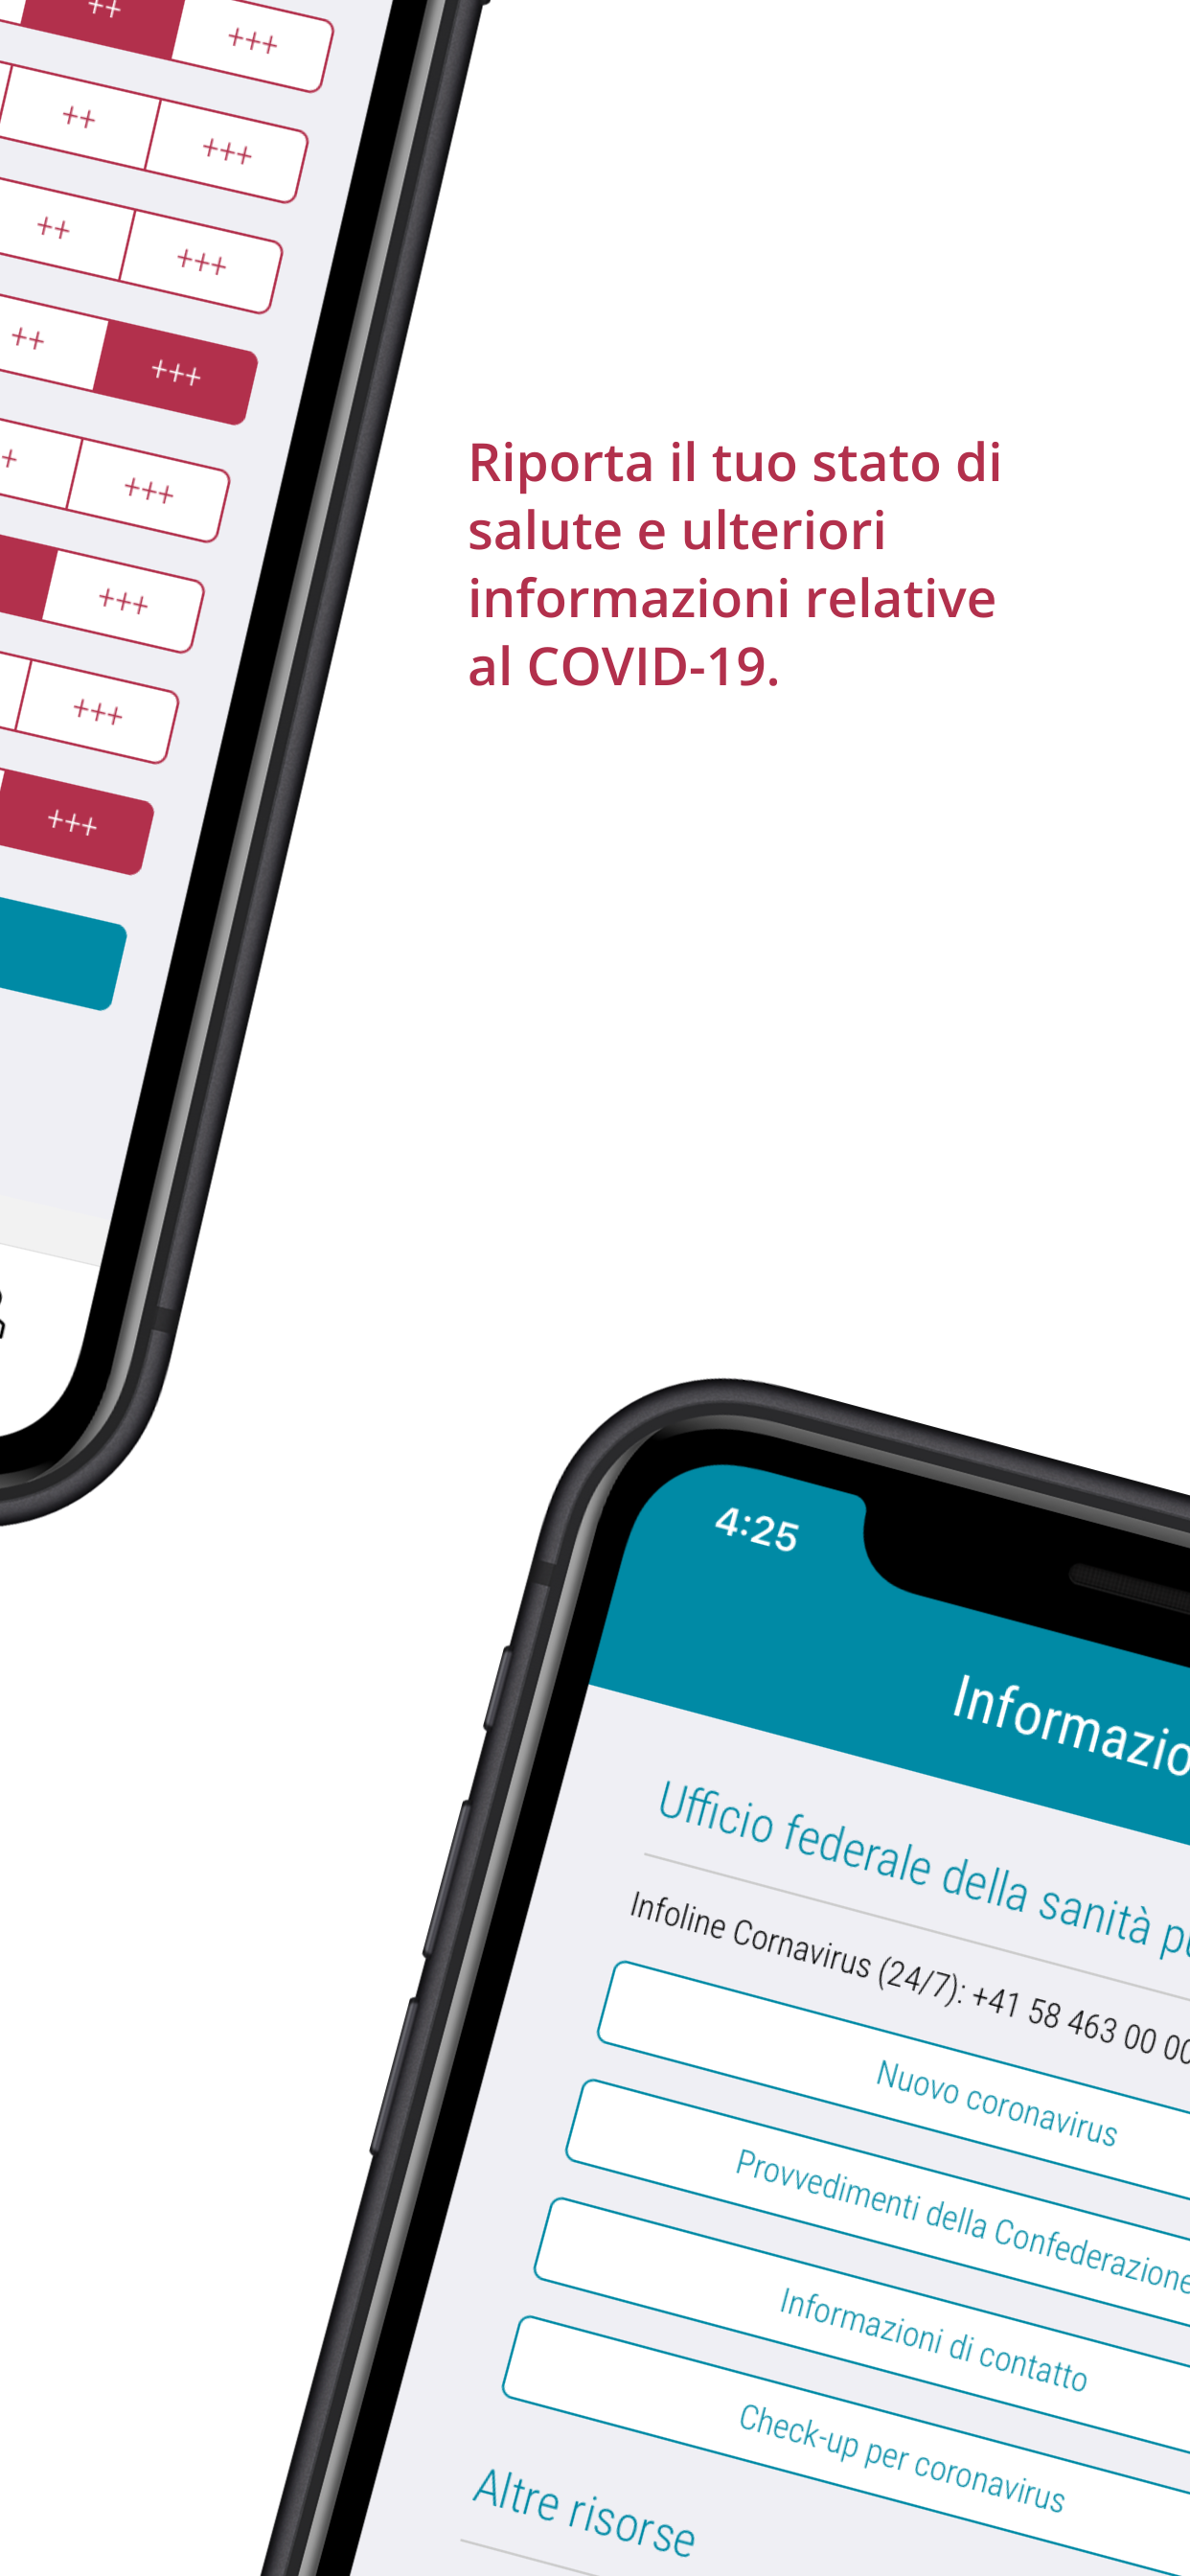 ++ +++
++ +++
++ +++
++ +++
+ +++
+++
+++
+++
Riporta il tuo stato di
salute e ulteriori
informazioni relative
al COVID-19.
4:25
Informazio
Ufficio federale della sanità pu
Infoline Cornavirus (24/7): +41 58 463 00 00
Nuovo coronavirus
Provvedimenti della Confederazione
Informazioni di contatto
Check-up per coronavirus
Altre risorse